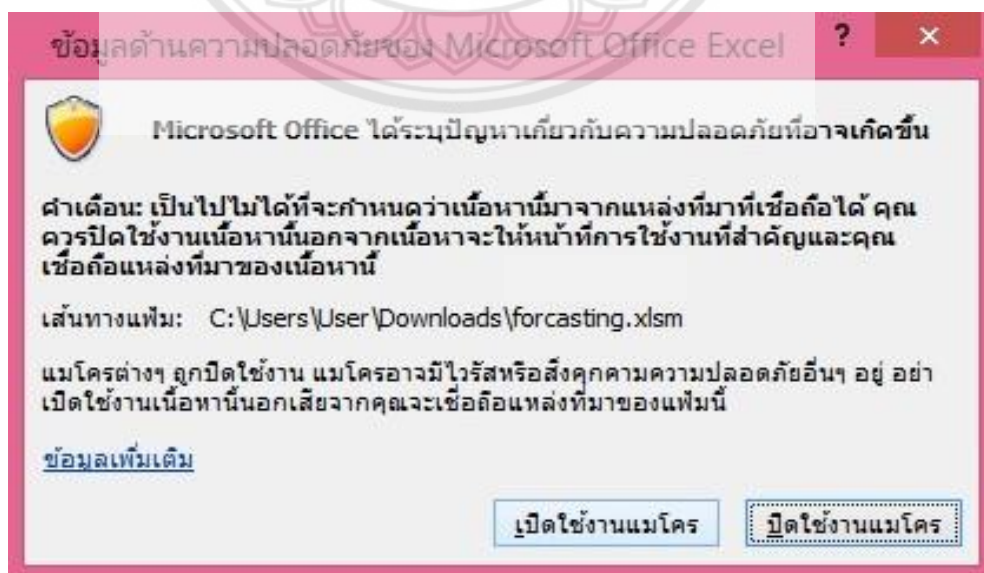 ข้อมูลด้านความปลอดภัยของ Microsoft Office Excel ? ×
Microsoft Office ได้ระบุปัญหาเกี่ยวกับความปลอดภัยที่อาจเกิดขึ้น
คำเตือน: เป็นไปไม่ได้ที่จะกำหนดว่าเนื้อหานี้มาจากแหล่งที่มาที่เชื่อถือได้ คุณ
ควรปิดใช้งานเนื้อหานี้นอกจากเนื้อหาจะให้หน้าที่การใช้งานที่สำคัญและคุณ
เชื่อถือแหล่งที่มาของเนื้อหานี้
เส้นทางแฟ้ม: C:\Users\User\Downloads\forcasting.xlsm
แมโครต่างๆ ถูกปิดใช้งาน แมโครอาจมีไวรัสหรือสิ่งคุกคามความปลอดภัยอื่นๆ อยู่ อย่า
เปิดใช้งานเนื้อหานี้นอกเสียจากคุณจะเชื่อถือแหล่งที่มาของแฟ้มนี้
ข้อมูลเพิ่มเติม
เปิดใช้งานแมโคร ปิดใช้งานแมโคร